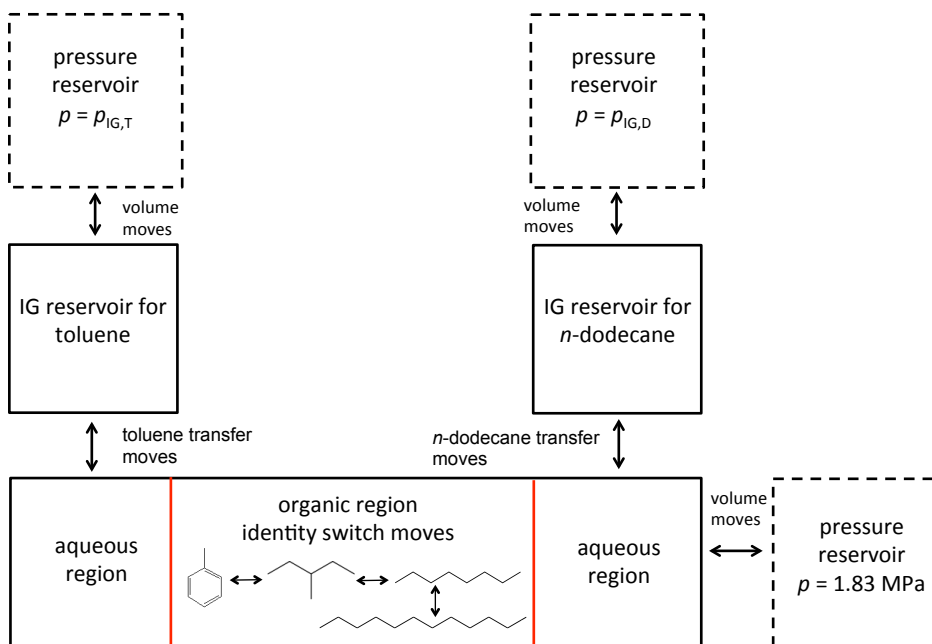 pressure
reservoir
p = pIG,T
pressure
reservoir
p = pIG,D
volume
moves
volume
moves
IG reservoir for
toluene
IG reservoir for
n-dodecane
toluene transfer
moves
n-dodecane transfer
moves
aqueous
region
organic region
identity switch moves
aqueous
region
volume
moves
pressure
reservoir
p = 1.83 MPa